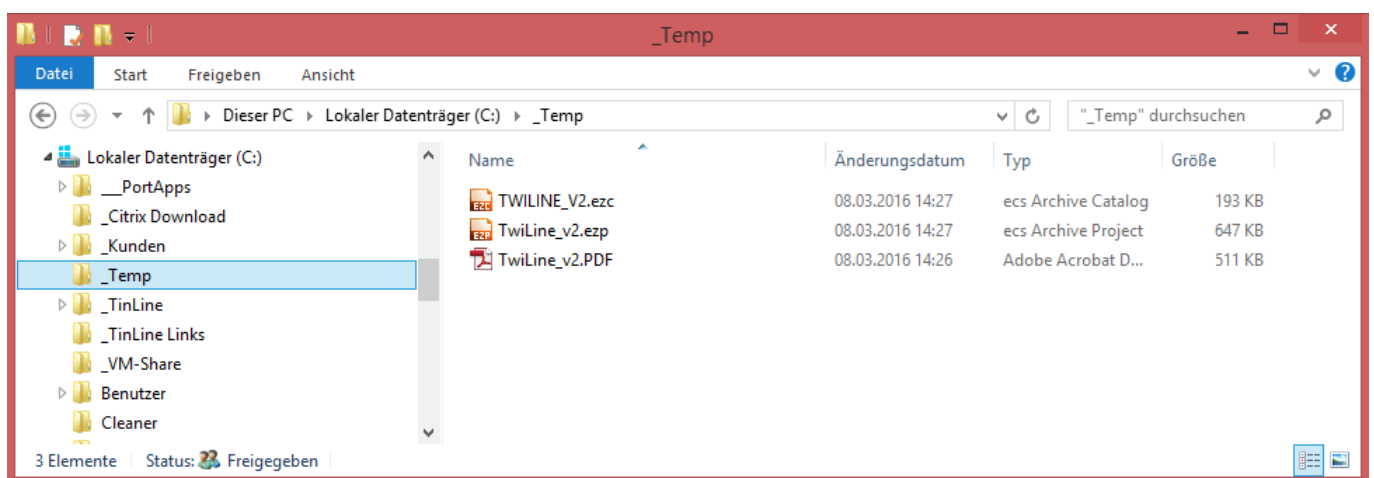 _Temp
Datei Start Freigeben Ansicht
Dieser PC Lokaler Datenträger (C:) _Temp "_Temp" durchsuchen
Lokaler Datenträger (C:)
___PortApps
_Citrix Download
_Kunden
_Temp
_TinLine
_TinLine Links
_VM-Share
Benutzer
Cleaner
Name Änderungsdatum Typ Größe
EZC TWILINE_V2.ezc 08.03.2016 14:27 ecs Archive Catalog 193 KB
EZP TwiLine_v2.ezp 08.03.2016 14:27 ecs Archive Project 647 KB
TwiLine_v2.PDF 08.03.2016 14:26 Adobe Acrobat D... 511 KB
3 Elemente Status: Freigegeben